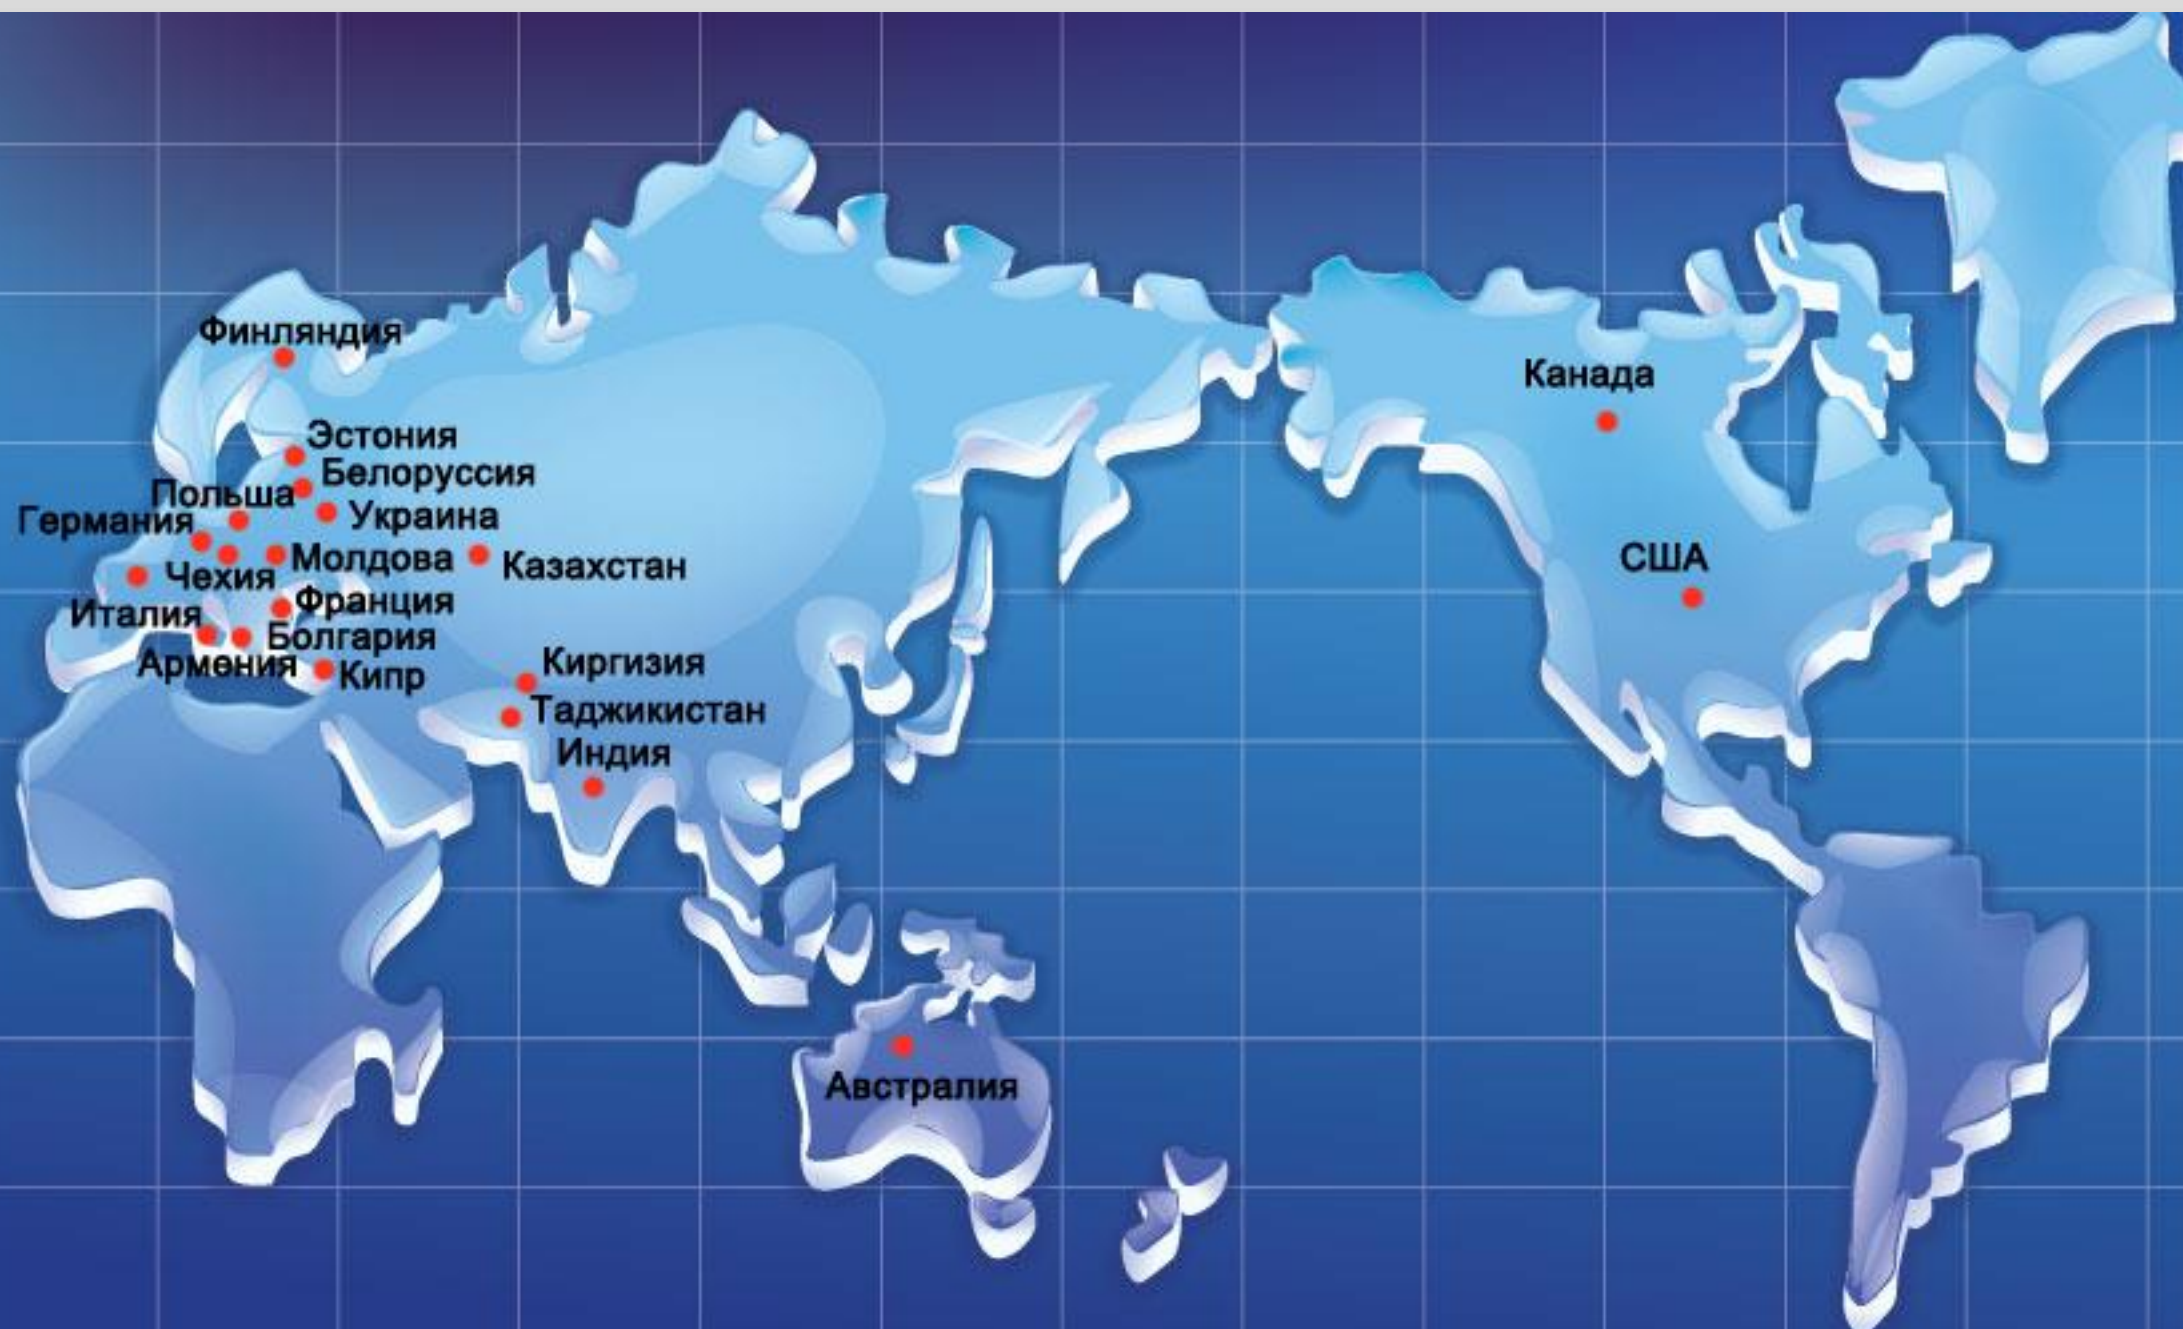 Финляндия
Канада
Эстония
Белоруссия
Польша
Германия
Украина
Молдова
США
Казахстан
Чехия
Франция
Италия
Болгария
Армения
Киргизия
Кипр
Таджикистан
Индия
Австралия